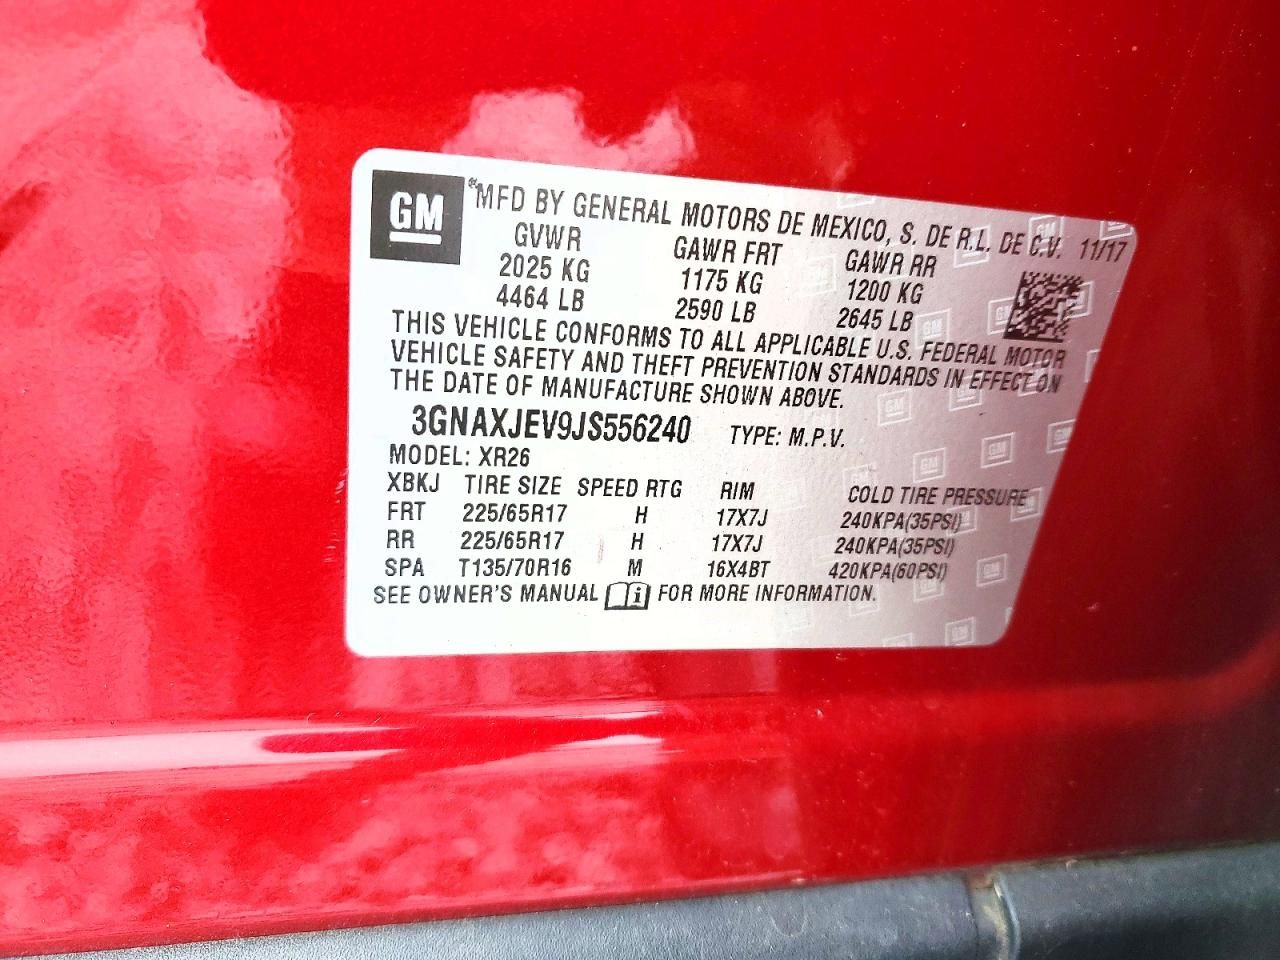 GM
"MFD BY GENERAL MOTORS DE MEXICO, S. DE R.L. DE C.V. 11/17
GVWR GAWR FRT GAWR RR
2025 KG 1175 KG 1200 KG
4464 LB 2590 LB 2645 LB
THIS VEHICLE CONFORMS TO ALL APPLICABLE U.S. FEDERAL MOTOR
VEHICLE SAFETY AND THEFT PREVENTION STANDARDS IN EFFECT ON
THE DATE OF MANUFACTURE SHOWN ABOVE.
3GNAXJEV9JS556240 TYPE: M.P.V.
MODEL: XR26
XBKJ TIRE SIZE SPEED RTG RIM COLD TIRE PRESSURE
FRT 225/65R17 H 17X7J 240KPA(35PSI)
RR 225/65R17 H 17X7J 240KPA(35PSI)
SPA T135/70R16 M 16X4BT 420KPA(60PSI)
SEE OWNER'S MANUAL i FOR MORE INFORMATION.